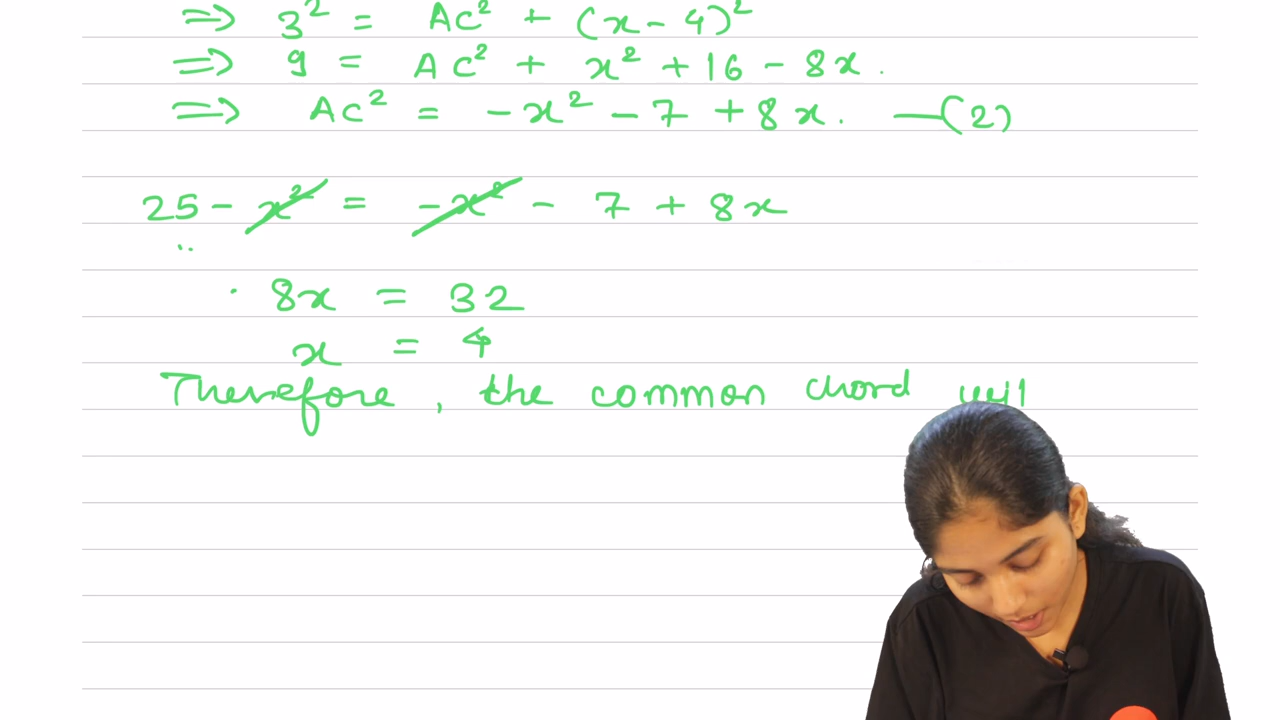 ⇒ 3² = AC² + (x - 4)²
⇒ 9 = AC² + x² + 16 - 8x.
⇒ AC² = -x² - 7 + 8x. —(2)
25 - x² = -x² - 7 + 8x
8x = 32
x = 4
Therefore, the common chord will